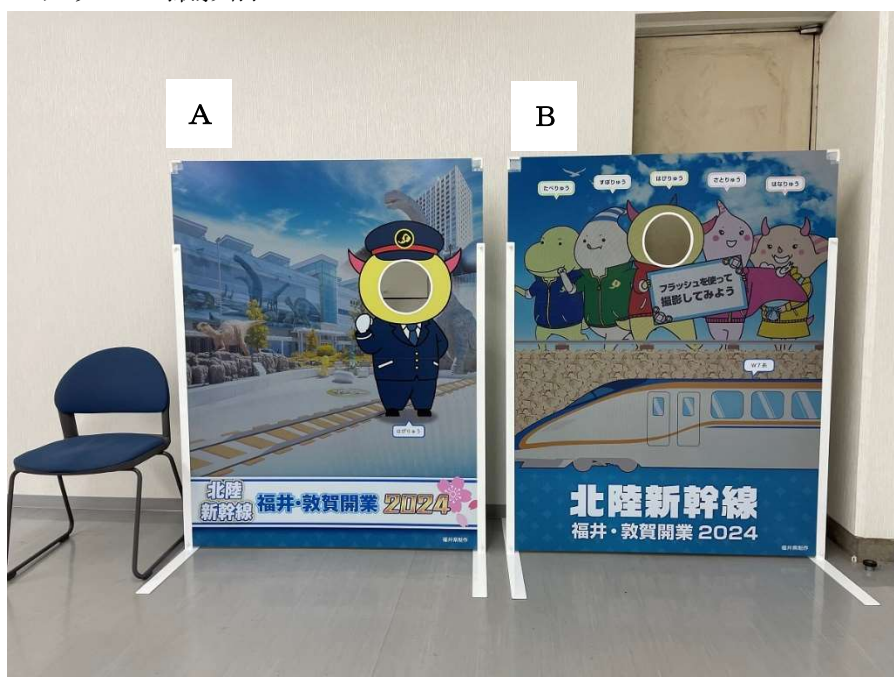 A
はぴりゅう
北陸
新幹線
福井・敦賀開業 2024
福井県製作
B
たべりゅう
すぽりゅう
はぴりゅう
さとりゅう
はなりゅう
フラッシュを使って
撮影してみよう
W7系
北陸新幹線
福井・敦賀開業 2024
福井県製作